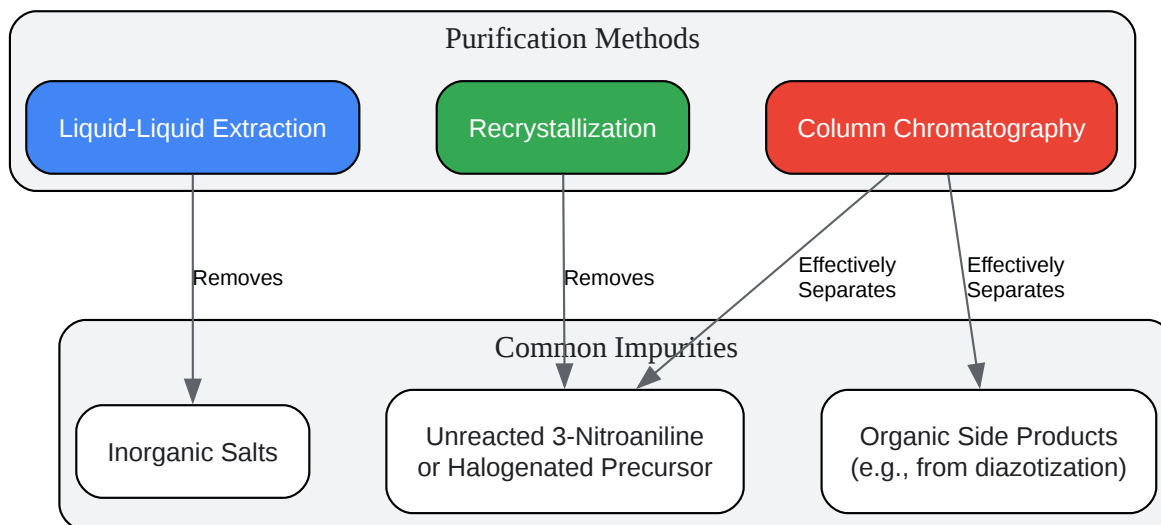 Purification Methods
Liquid-Liquid Extraction
Recrystallization
Column Chromatography
Removes
Removes
Effectively
Separates
Effectively
Separates
Common Impurities
Inorganic Salts
Unreacted 3-Nitroaniline
or Halogenated Precursor
Organic Side Products
(e.g., from diazotization)